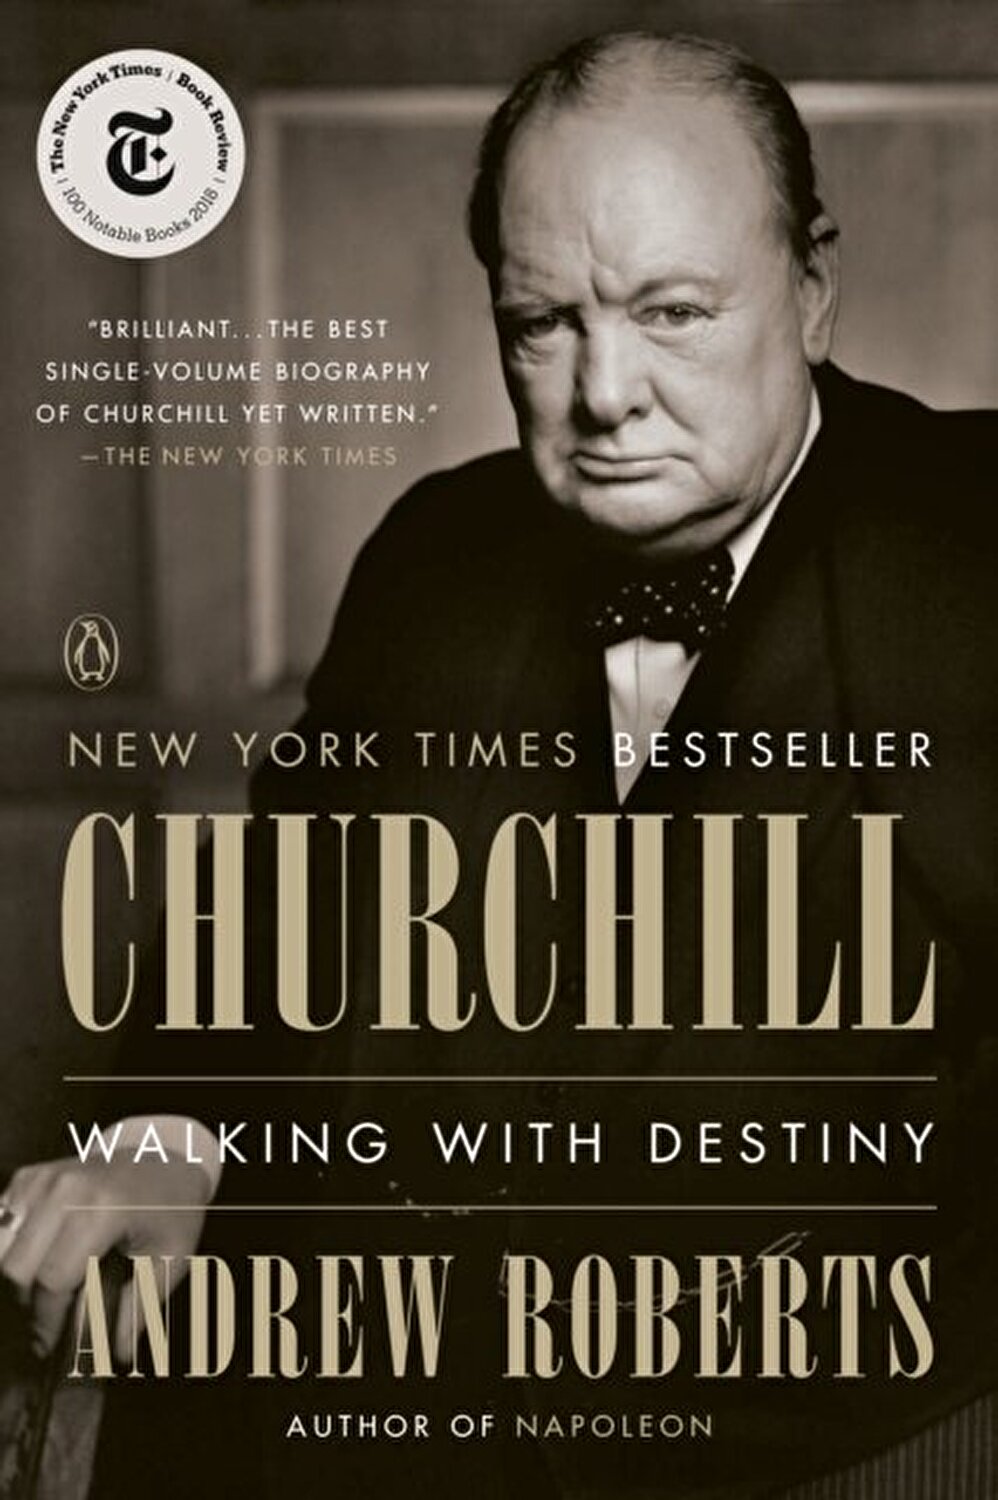 The New York Times | Book Review
100 Notable Books 2018
"BRILLIANT...THE BEST
SINGLE-VOLUME BIOGRAPHY
OF CHURCHILL YET WRITTEN."
—THE NEW YORK TIMES
NEW YORK TIMES BESTSELLER
CHURCHILL
WALKING WITH DESTINY
ANDREW ROBERTS
AUTHOR OF NAPOLEON